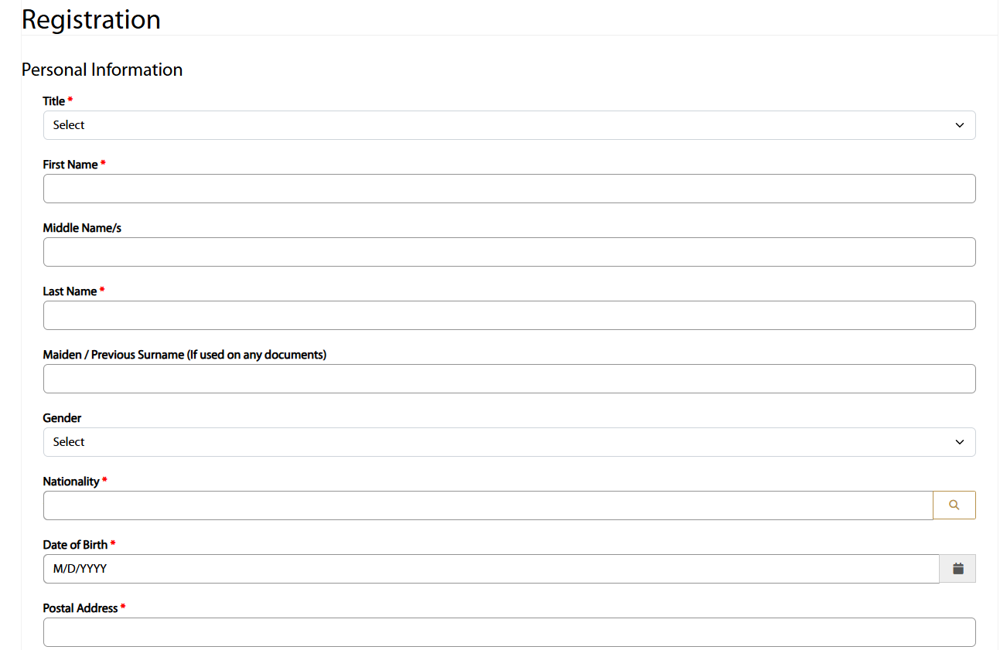 Registration
Personal Information
Title *
Select
First Name *
Middle Name/s
Last Name *
Maiden / Previous Surname (If used on any documents)
Gender
Select
Nationality *
Date of Birth *
M/D/YYYY
Postal Address *